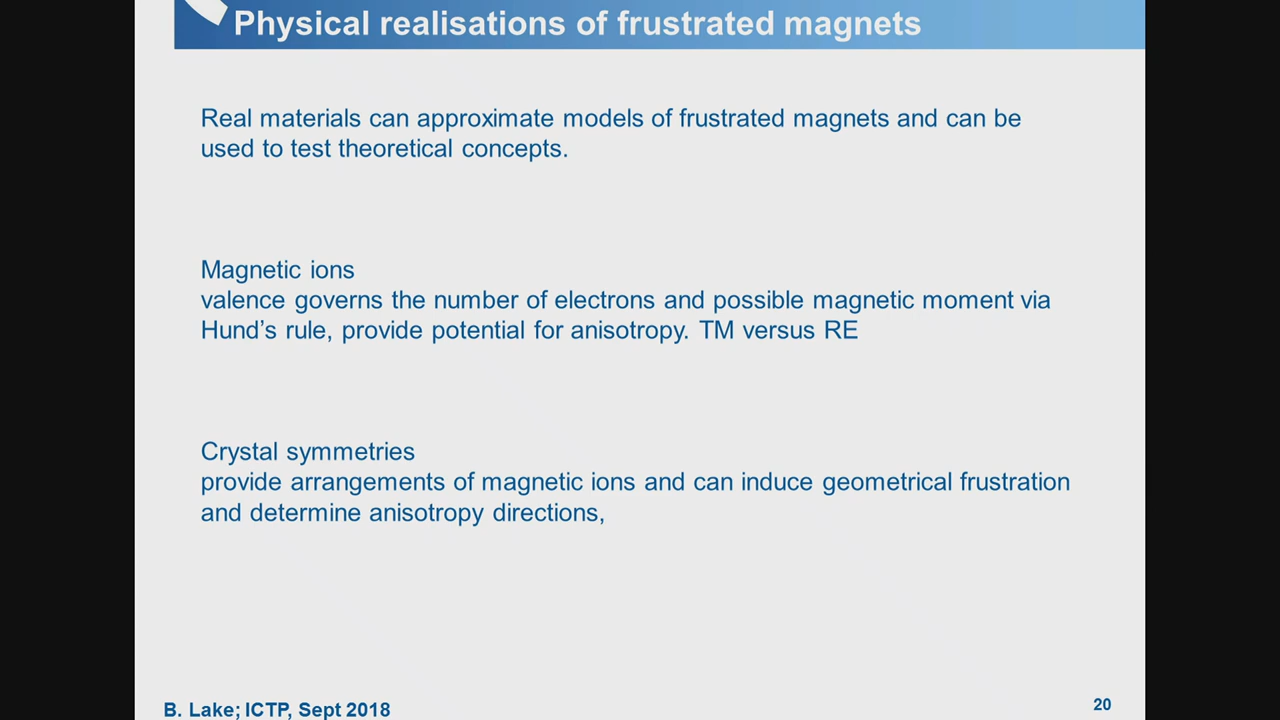 Physical realisations of frustrated magnets
Real materials can approximate models of frustrated magnets and can be
used to test theoretical concepts.
Magnetic ions
valence governs the number of electrons and possible magnetic moment via
Hund’s rule, provide potential for anisotropy. TM versus RE
Crystal symmetries
provide arrangements of magnetic ions and can induce geometrical frustration
and determine anisotropy directions,
B. Lake; ICTP, Sept 2018
20